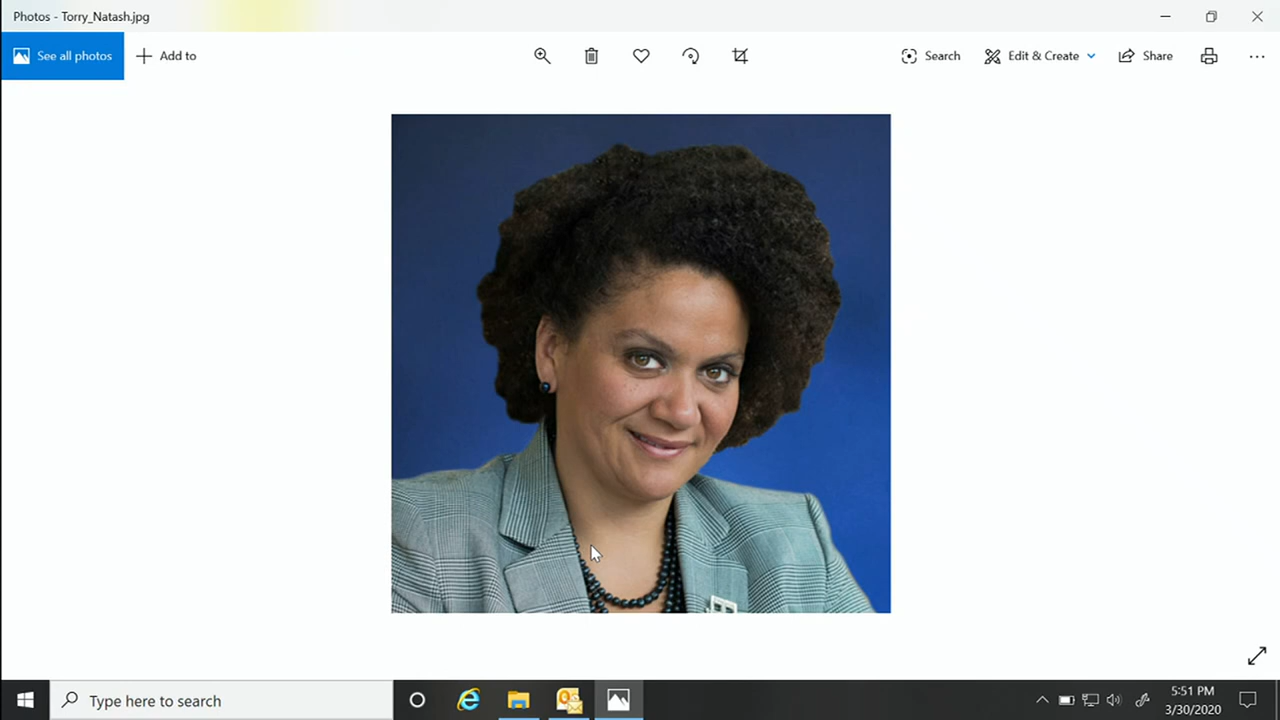 Photos - Torry_Natash.jpg
See all photos
Add to
Search
Edit & Create
Share
Type here to search
5:51 PM
3/30/2020